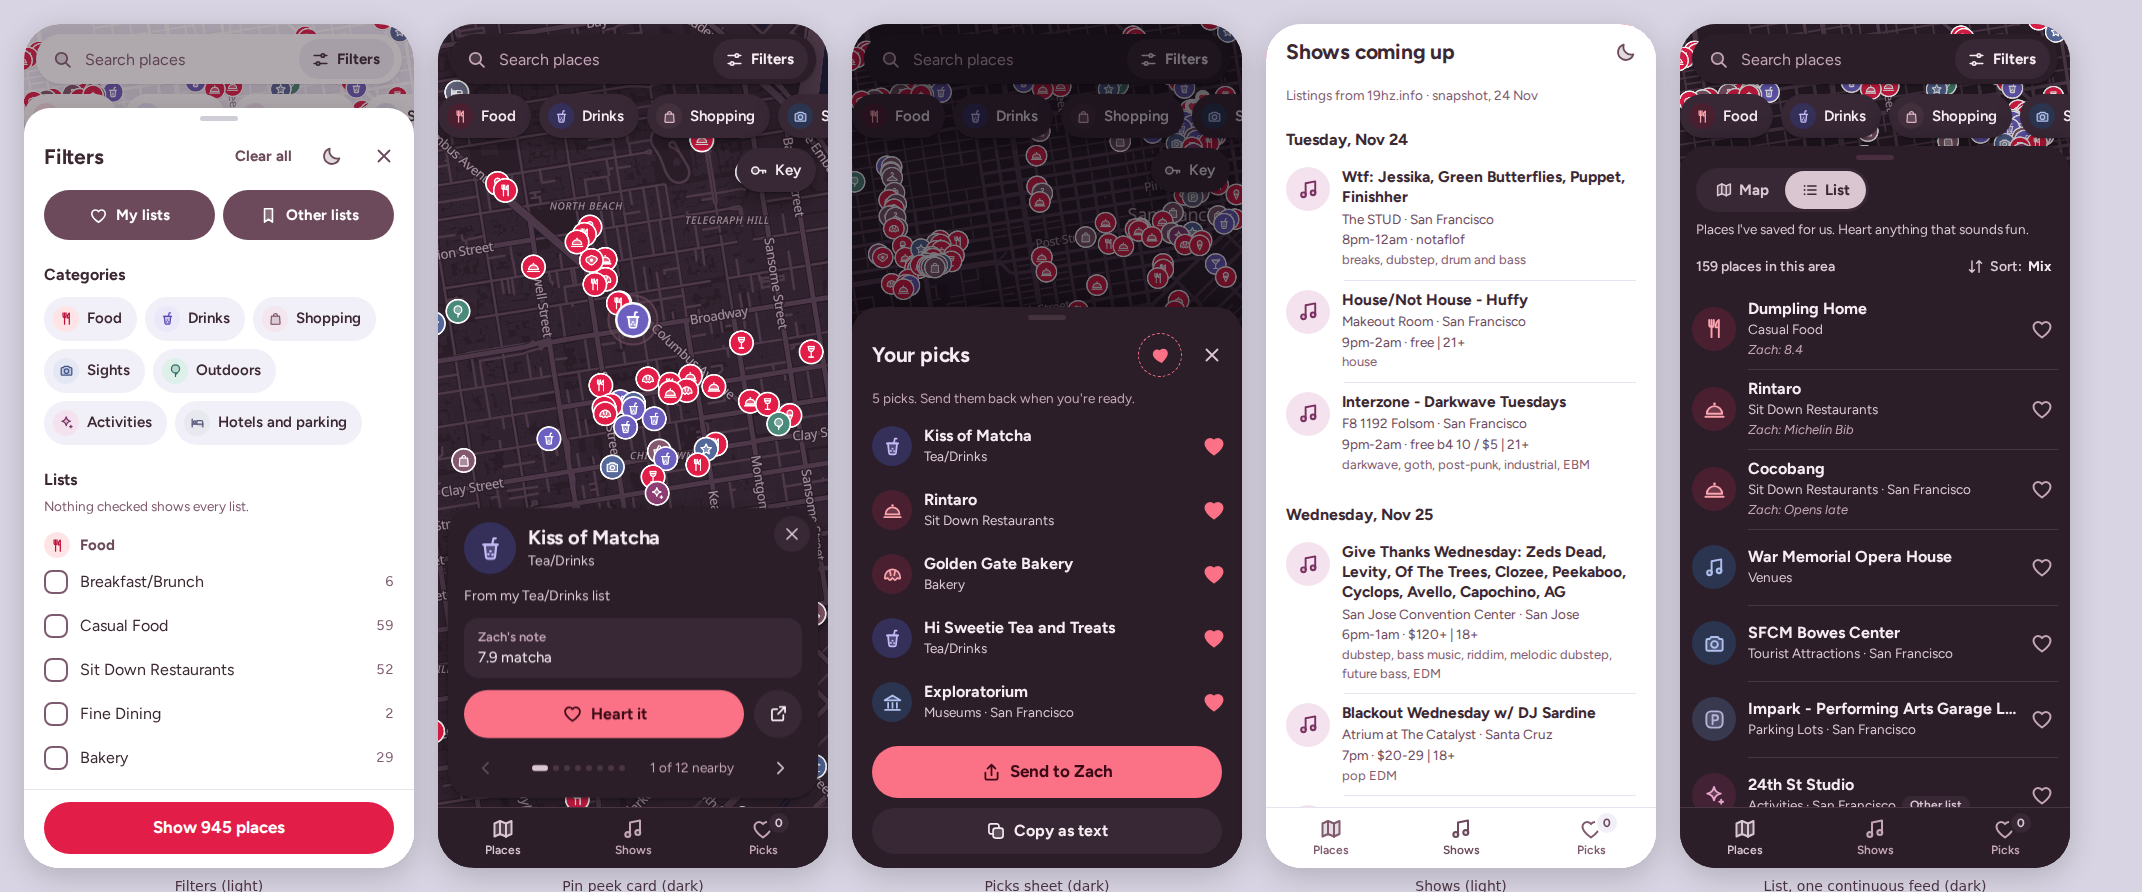 Search places
Filters
Filters
Clear all
My lists
Other lists
Categories
Food
Drinks
Shopping
Sights
Outdoors
Activities
Hotels and parking
Lists
Nothing checked shows every list.
Food
Breakfast/Brunch
6
Casual Food
59
Sit Down Restaurants
52
Fine Dining
2
Bakery
29
Show 945 places
Filters (light)
Search places
Filters
Food
Drinks
Shopping
Key
NORTH BEACH
TELEGRAPH HILL
Sansome Street
Broadway
Columbus
Clay Street
Kiss of Matcha
Tea/Drinks
From my Tea/Drinks list
Zach's note
7.9 matcha
Heart it
1 of 12 nearby
Places
Shows
0
Picks
Pin peek card (dark)
Search places
Filters
Food
Drinks
Shopping
Key
Your picks
5 picks. Send them back when you're ready.
Kiss of Matcha
Tea/Drinks
Rintaro
Sit Down Restaurants
Golden Gate Bakery
Bakery
Hi Sweetie Tea and Treats
Tea/Drinks
Exploratorium
Museums · San Francisco
Send to Zach
Copy as text
Picks sheet (dark)
Shows coming up
Listings from 19hz.info · snapshot, 24 Nov
Tuesday, Nov 24
Wtf: Jessika, Green Butterflies, Puppet,
Finishher
The STUD · San Francisco
8pm-12am · notaflof
breaks, dubstep, drum and bass
House/Not House - Huffy
Makeout Room · San Francisco
9pm-2am · free | 21+
house
Interzone - Darkwave Tuesdays
F8 1192 Folsom · San Francisco
9pm-2am · free b4 10 / $5 | 21+
darkwave, goth, post-punk, industrial, EBM
Wednesday, Nov 25
Give Thanks Wednesday: Zeds Dead,
Levity, Of The Trees, Clozee, Peekaboo,
Cyclops, Avello, Capochino, AG
San Jose Convention Center · San Jose
6pm-1am · $120+ | 18+
dubstep, bass music, riddim, melodic dubstep,
future bass, EDM
Blackout Wednesday w/ DJ Sardine
Atrium at The Catalyst · Santa Cruz
7pm · $20-29 | 18+
pop EDM
Places
Shows
0
Picks
Shows (light)
Search places
Filters
Food
Drinks
Shopping
Map
List
Places I've saved for us. Heart anything that sounds fun.
159 places in this area
Sort: Mix
Dumpling Home
Casual Food
Zach: 8.4
Rintaro
Sit Down Restaurants
Zach: Michelin Bib
Cocobang
Sit Down Restaurants · San Francisco
Zach: Opens late
War Memorial Opera House
Venues
SFCM Bowes Center
Tourist Attractions · San Francisco
Impark - Performing Arts Garage L...
Parking Lots · San Francisco
24th St Studio
Activities · San Francisco
Other list
Places
Shows
0
Picks
List, one continuous feed (dark)